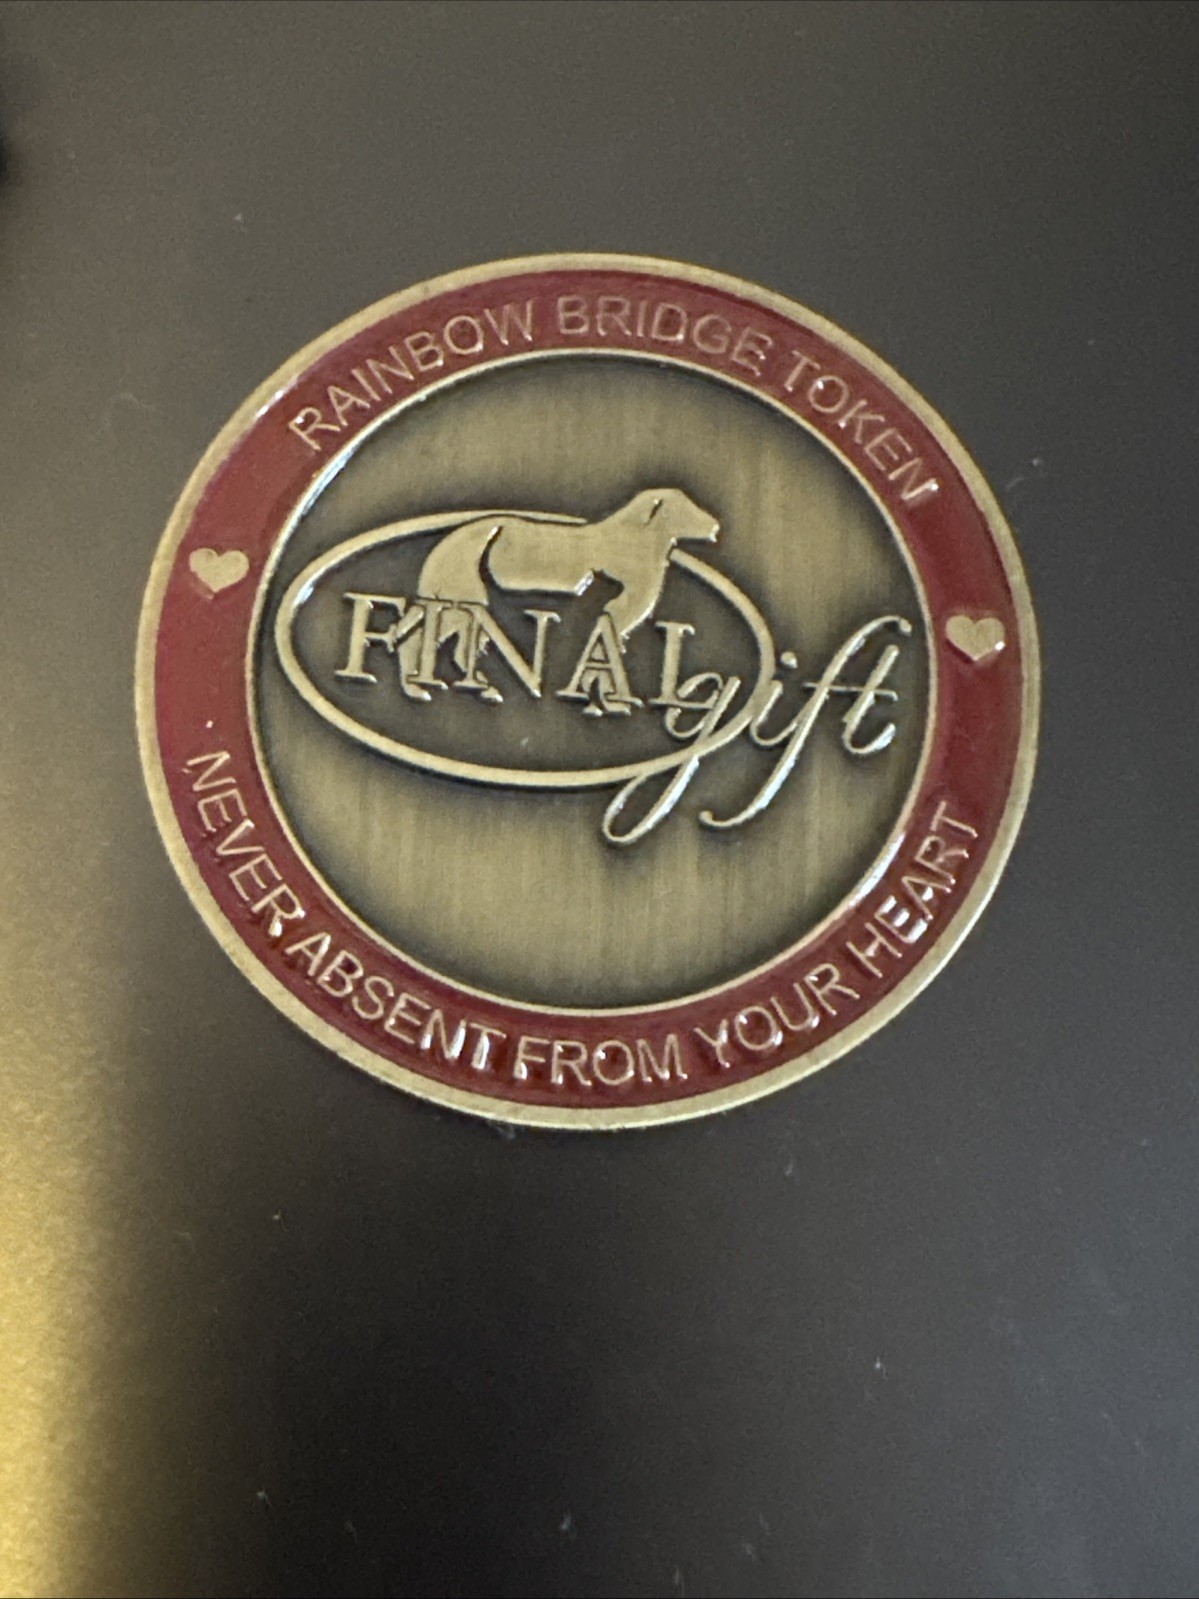 RAINBOW BRIDGE TOKEN
FINAL gift
NEVER ABSENT FROM YOUR HEART